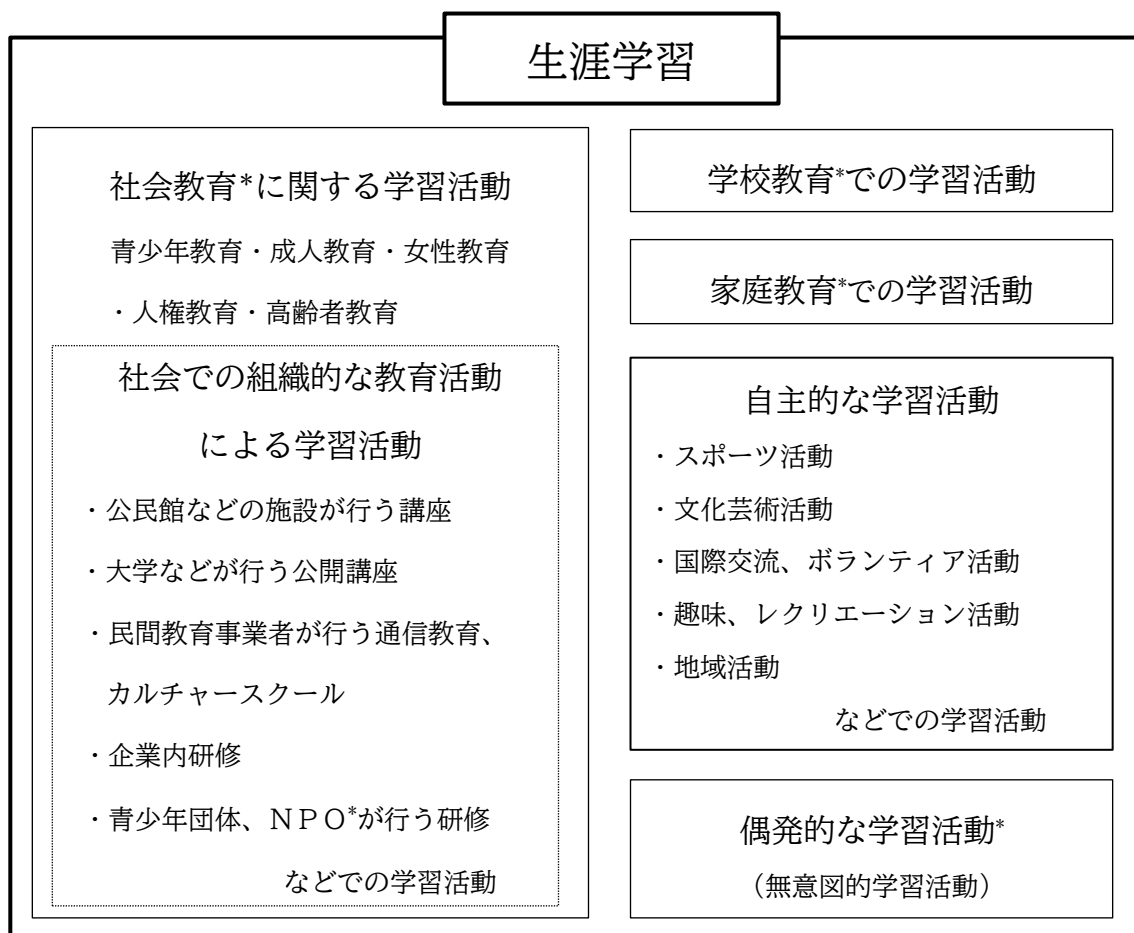 生涯学習
社会教育*に関する学習活動
青少年教育・成人教育・女性教育
・人権教育・高齢者教育
社会での組織的な教育活動
による学習活動
・公民館などの施設が行う講座
・大学などが行う公開講座
・民間教育事業者が行う通信教育、
カルチャースクール
・企業内研修
・青少年団体、ＮＰＯ*が行う研修
などでの学習活動
学校教育*での学習活動
家庭教育*での学習活動
自主的な学習活動
・スポーツ活動
・文化芸術活動
・国際交流、ボランティア活動
・趣味、レクリエーション活動
・地域活動
などでの学習活動
偶発的な学習活動*
（無意図的学習活動）